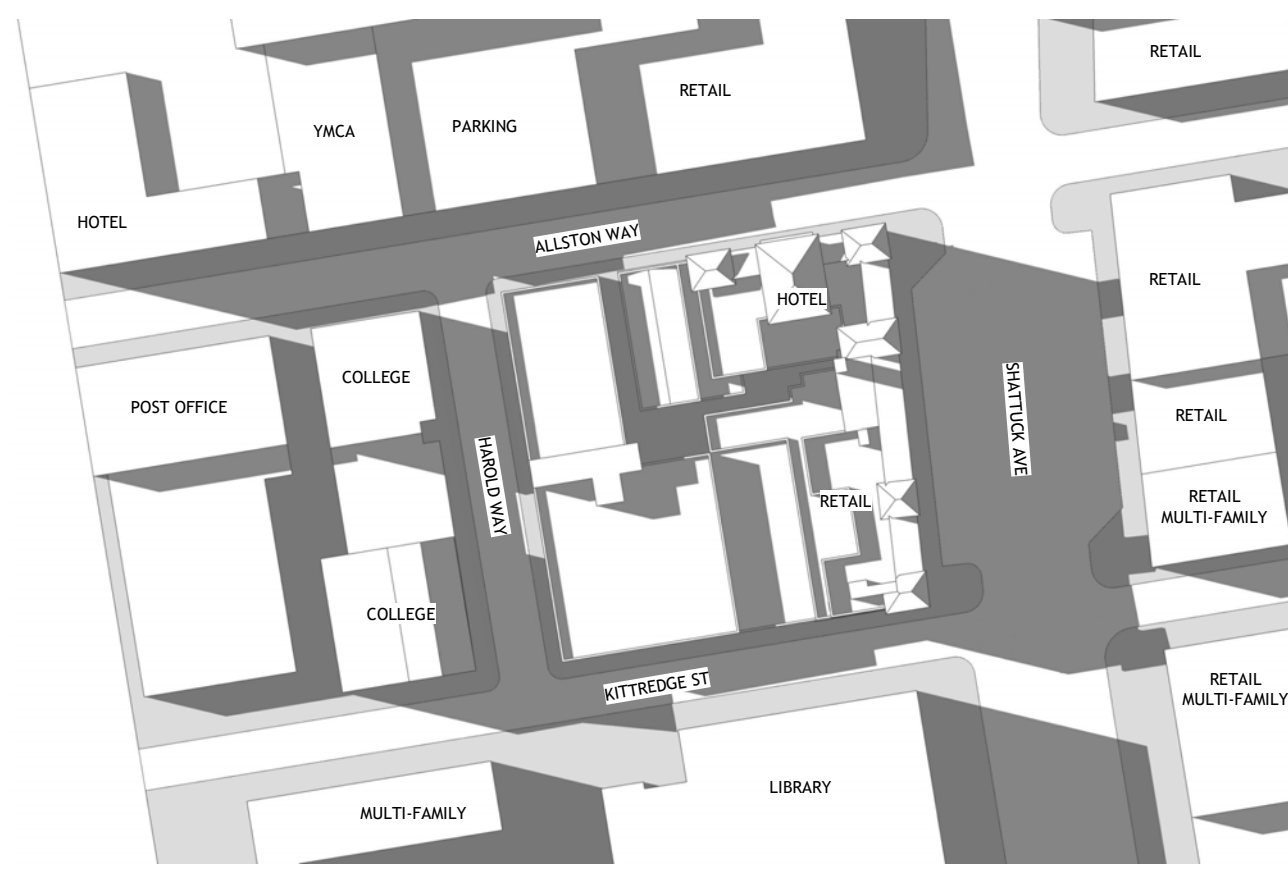 RETAIL
RETAIL
PARKING
YMCA
HOTEL
ALLSTON WAY
RETAIL
HOTEL
COLLEGE
SHATTUCK AVE
POST OFFICE
RETAIL
HAROLD WAY
RETAIL
RETAIL
MULTI-FAMILY
COLLEGE
KITTREDGE ST
RETAIL
MULTI-FAMILY
LIBRARY
MULTI-FAMILY